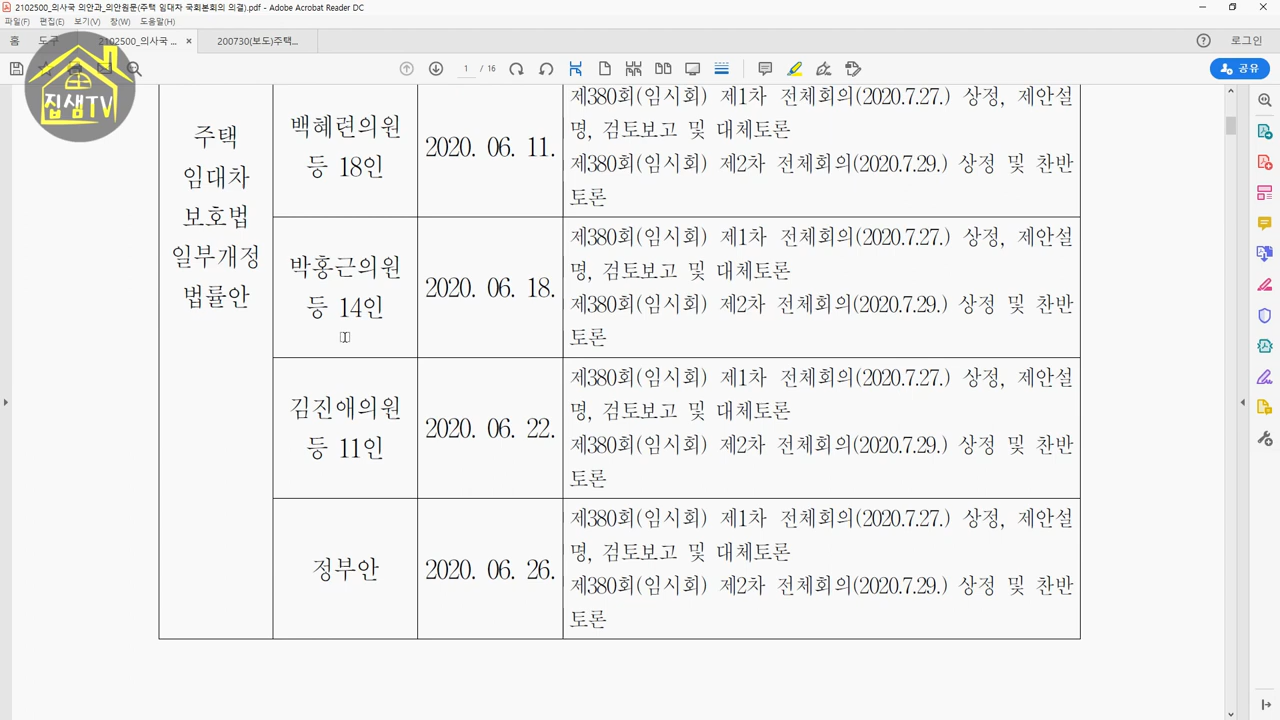 2102500_의사국 의안과_의안원문(주택 임대차 국회본회의 의결).pdf - Adobe Acrobat Reader DC
파일(F) 편집(E) 보기(V) 창(W) 도움말(H)
홈 도구 2102500_의사국 ... × 200730(보도)주택... 로그인
1 / 16 공유
집샘TV
주택
임대차
보호법
일부개정
법률안
백혜련의원
등 18인
2020. 06. 11.
제380회(임시회) 제1차 전체회의(2020.7.27.) 상정, 제안설
명, 검토보고 및 대체토론
제380회(임시회) 제2차 전체회의(2020.7.29.) 상정 및 찬반
토론
박홍근의원
등 14인
2020. 06. 18.
제380회(임시회) 제1차 전체회의(2020.7.27.) 상정, 제안설
명, 검토보고 및 대체토론
제380회(임시회) 제2차 전체회의(2020.7.29.) 상정 및 찬반
토론
김진애의원
등 11인
2020. 06. 22.
제380회(임시회) 제1차 전체회의(2020.7.27.) 상정, 제안설
명, 검토보고 및 대체토론
제380회(임시회) 제2차 전체회의(2020.7.29.) 상정 및 찬반
토론
정부안
2020. 06. 26.
제380회(임시회) 제1차 전체회의(2020.7.27.) 상정, 제안설
명, 검토보고 및 대체토론
제380회(임시회) 제2차 전체회의(2020.7.29.) 상정 및 찬반
토론